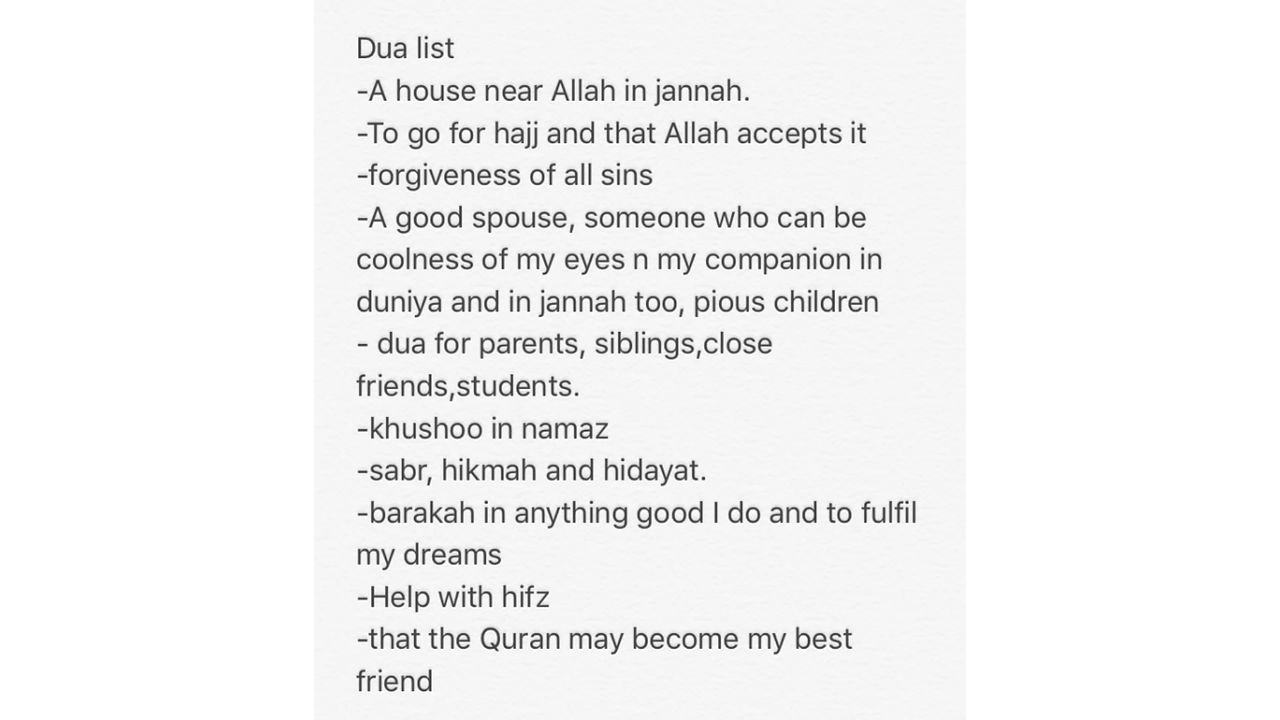 Dua list
-A house near Allah in jannah.
-To go for hajj and that Allah accepts it
-forgiveness of all sins
-A good spouse, someone who can be
coolness of my eyes n my companion in
duniya and in jannah too, pious children
- dua for parents, siblings,close
friends,students.
-khushoo in namaz
-sabr, hikmah and hidayat.
-barakah in anything good I do and to fulfil
my dreams
-Help with hifz
-that the Quran may become my best
friend